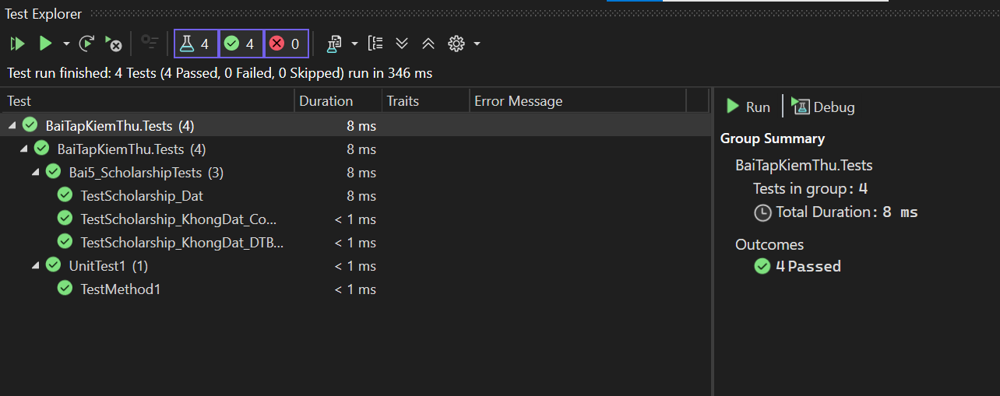 Test Explorer
4 4 0
Test run finished: 4 Tests (4 Passed, 0 Failed, 0 Skipped) run in 346 ms
Test Duration Traits Error Message
BaiTapKiemThu.Tests (4) 8 ms
BaiTapKiemThu.Tests (4) 8 ms
Bai5_ScholarshipTests (3) 8 ms
TestScholarship_Dat 8 ms
TestScholarship_KhongDat_Co... < 1 ms
TestScholarship_KhongDat_DTB... < 1 ms
UnitTest1 (1) < 1 ms
TestMethod1 < 1 ms
Run Debug
Group Summary
BaiTapKiemThu.Tests
Tests in group: 4
Total Duration: 8 ms
Outcomes
4 Passed